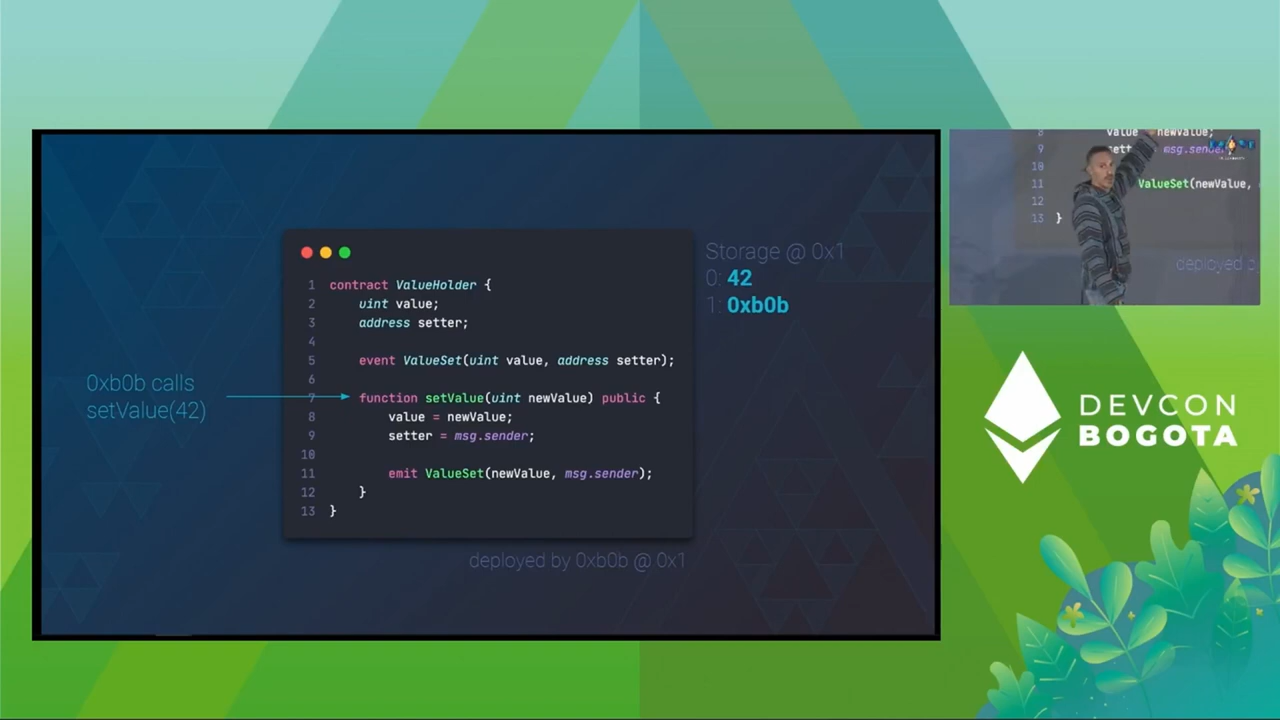 0xb0b calls
setValue(42)
1 contract ValueHolder {
2 uint value;
3 address setter;
4
5 event ValueSet(uint value, address setter);
6
7 function setValue(uint newValue) public {
8 value = newValue;
9 setter = msg.sender;
10
11 emit ValueSet(newValue, msg.sender);
12 }
13 }
Storage @ 0x1
0: 42
1: 0xb0b
deployed by 0xb0b @ 0x1
8 value = newValue;
9 sett = msg.sender;
10
11 ValueSet(newValue,
12
13 }
deployed b
DEVCON
BOGOTA